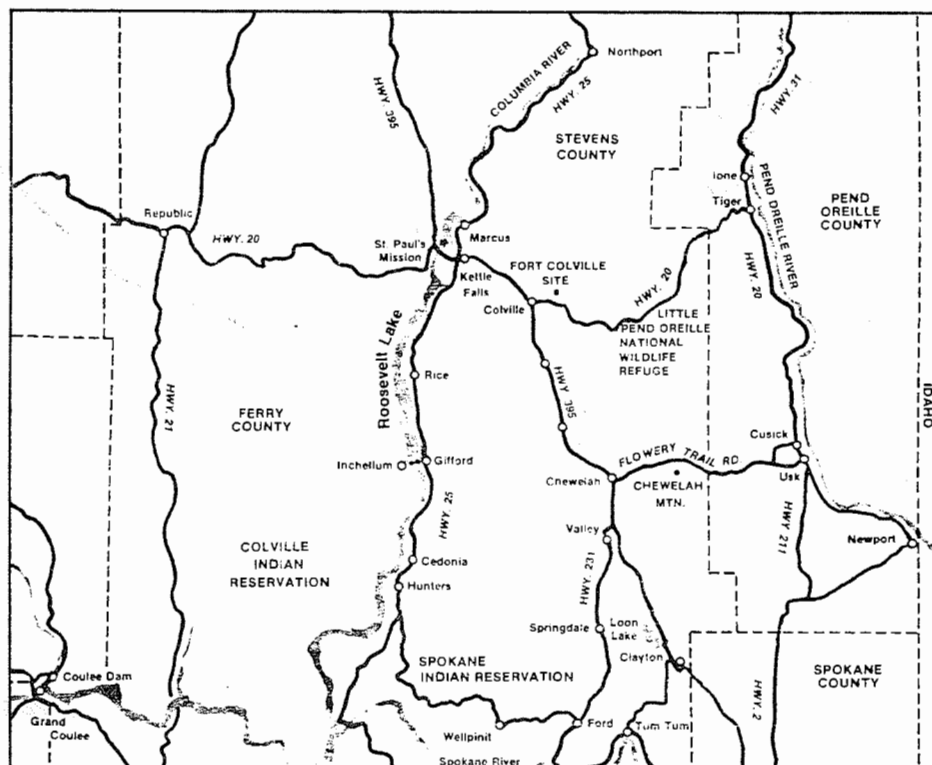 Northport
COLUMBIA RIVER
HWY. 25
HWY. 395
HWY. 31
STEVENS
COUNTY
Ione
Tiger
PEND OREILLE RIVER
PEND
OREILLE
COUNTY
Republic
HWY. 20
St. Paul's
Mission
Marcus
Kettle
Falls
FORT COLVILLE
SITE
Colville
HWY. 20
HWY. 20
LITTLE
PEND OREILLE
NATIONAL
WILDLIFE
REFUGE
Roosevelt Lake
Rice
HWY. 21
FERRY
COUNTY
HWY 395
IDAHO
Inchellum
Gifford
FLOWERY TRAIL RD
Cusick
Usk
Chewelah
CHEWELAH
MTN.
HWY. 25
Valley
HWY 211
Newport
COLVILLE
INDIAN
RESERVATION
Cedonia
Hunters
HWY. 231
Springdale
Loon
Lake
Clayton
SPOKANE
INDIAN RESERVATION
SPOKANE
COUNTY
HWY. 2
Coulee Dam
Grand
Coulee
Wellpinit
Ford
Tum Tum
Spokane River